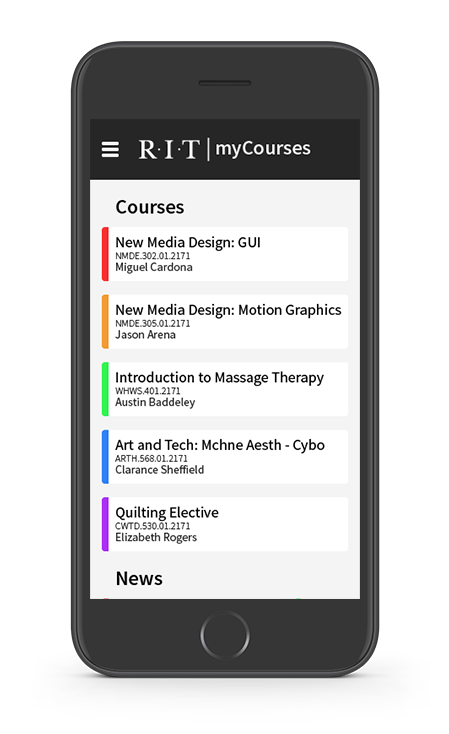 R·I·T | myCourses
Courses
New Media Design: GUI
NMDE.302.01.2171
Miguel Cardona
New Media Design: Motion Graphics
NMDE.305.01.2171
Jason Arena
Introduction to Massage Therapy
WHWS.401.2171
Austin Baddeley
Art and Tech: Mchne Aesth - Cybo
ARTH.568.01.2171
Clarance Sheffield
Quilting Elective
CWTD.530.01.2171
Elizabeth Rogers
News